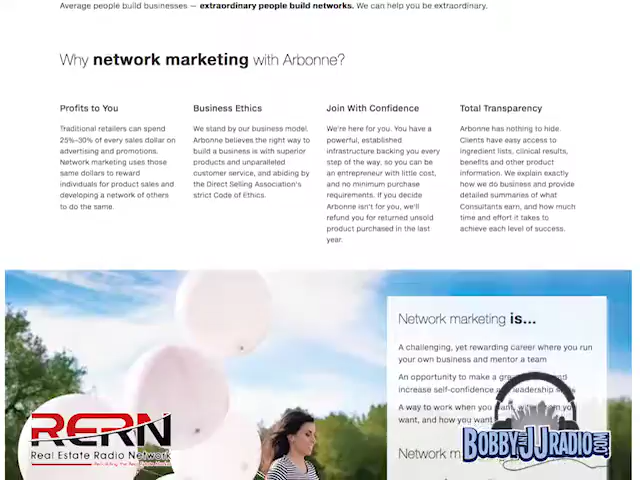 Average people build businesses — extraordinary people build networks. We can help you be extraordinary.
Why network marketing with Arbonne?
Profits to You
Traditional retailers can spend
25%–30% of every sales dollar on
advertising and promotions.
Network marketing uses those
same dollars to reward
individuals for product sales and
developing a network of others
to do the same.
Business Ethics
We stand by our business model.
Arbonne believes the right way to
build a business is with superior
products and unparalleled
customer service, and abiding by
the Direct Selling Association's
strict Code of Ethics.
Join With Confidence
We're here for you. You have a
powerful, established
infrastructure backing you every
step of the way, so you can be
an entrepreneur with little cost,
and no minimum purchase
requirements. If you decide
Arbonne isn't for you, we'll
refund you for returned unsold
product purchased in the last
year.
Total Transparency
Arbonne has nothing to hide.
Clients have easy access to
ingredient lists, clinical results,
benefits and other product
information. We explain exactly
how we do business and provide
detailed summaries of what
Consultants earn, and how much
time and effort it takes to
achieve each level of success.
Network marketing is...
A challenging, yet rewarding career where you run
your own business and mentor a team
An opportunity to make a
increase self-confidence
A way to work when you
want, and how you want
Network
RERN
Real Estate Radio Network
BOBBY AND JJRADIO.COM